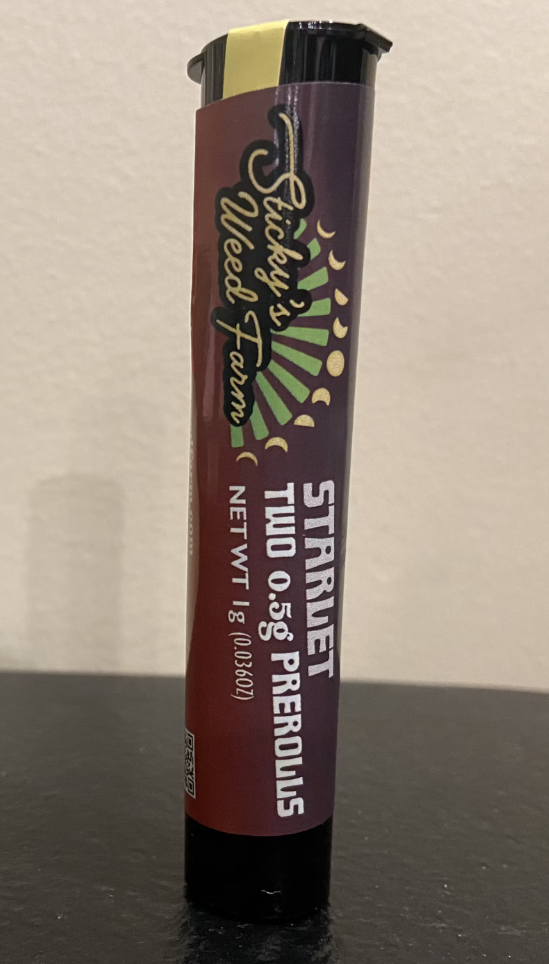 Sticky's
Weed Farm
STARLET
TWO 0.5g PREROLLS
NET WT 1g (0.036OZ)